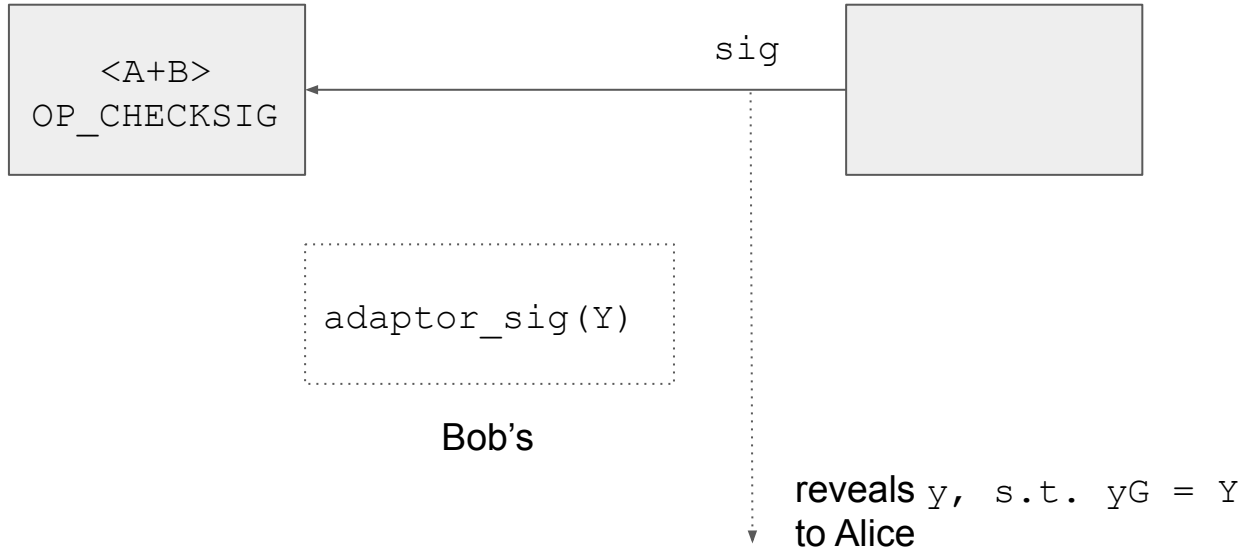 <A+B>
OP_CHECKSIG
sig
adaptor_sig(Y)
Bob's
reveals y, s.t. yG = Y
to Alice